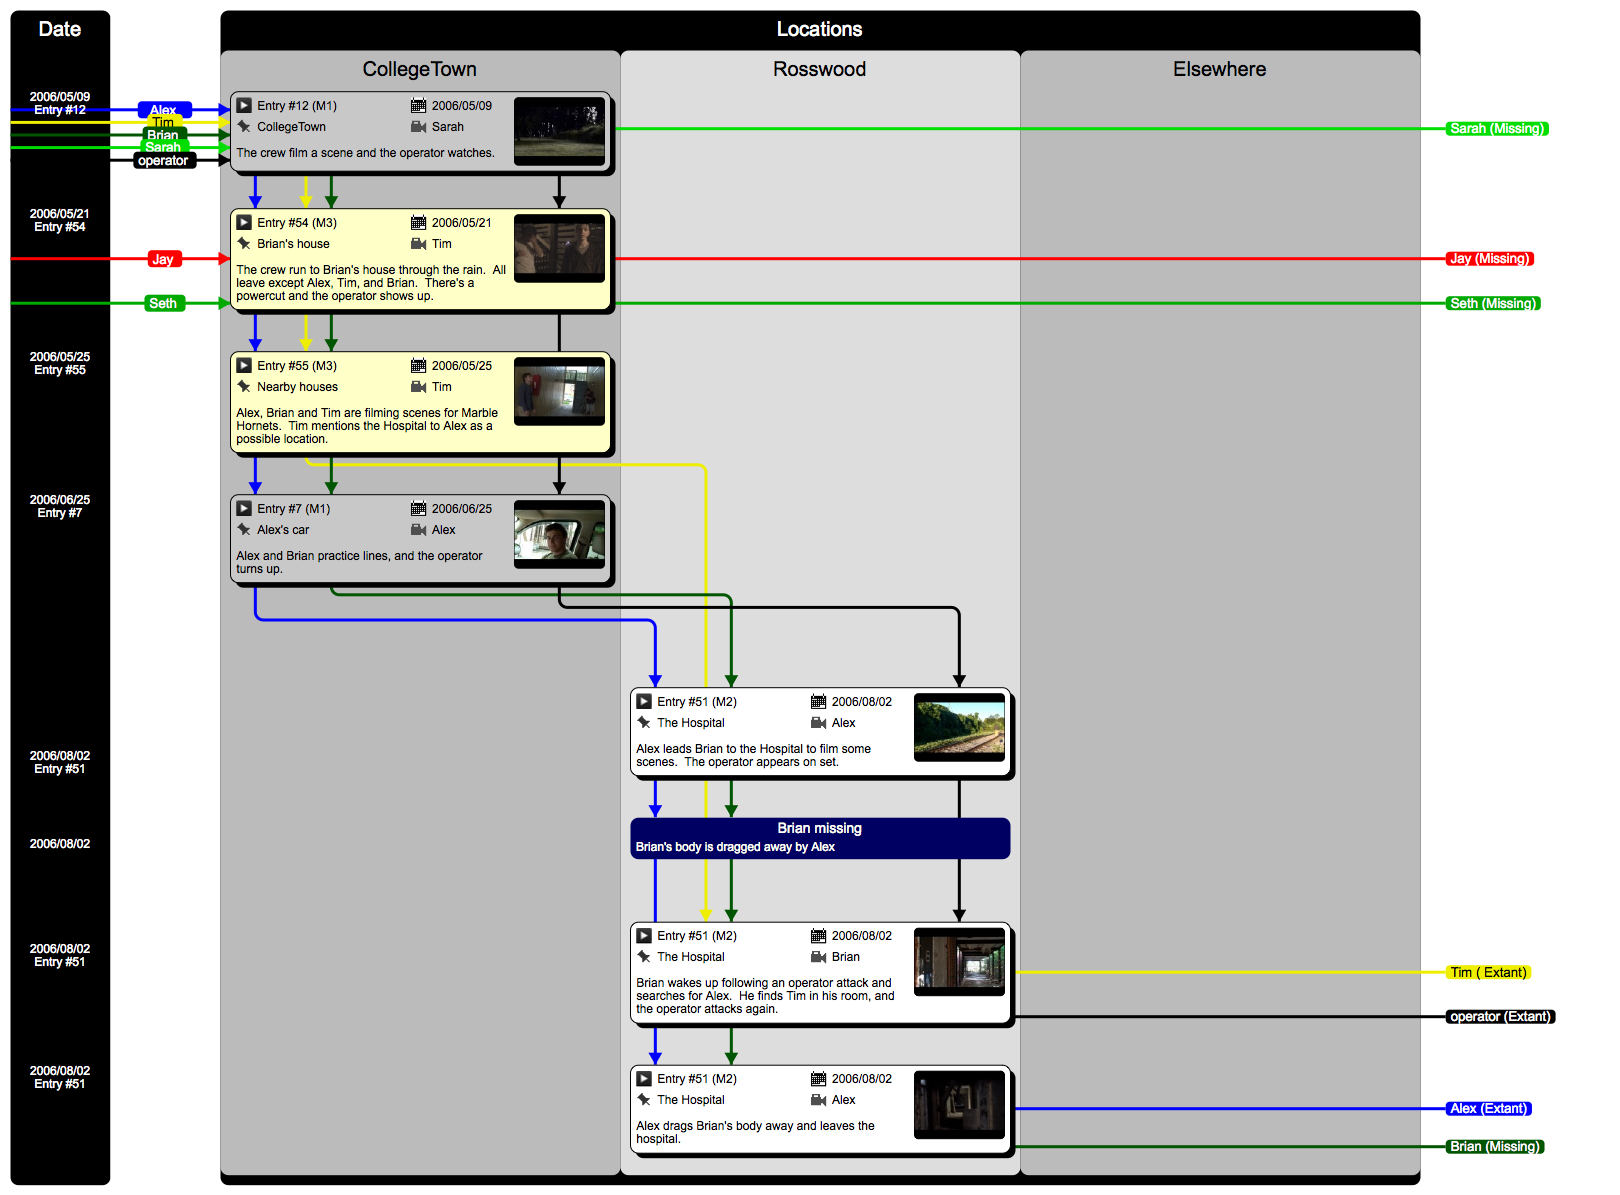 Date
Locations
CollegeTown
Rosswood
Elsewhere
2006/05/09
Entry #12
Alex
Tim
Brian
Sarah
operator
Entry #12 (M1)
2006/05/09
CollegeTown
Sarah
The crew film a scene and the operator watches.
Sarah (Missing)
2006/05/21
Entry #54
Entry #54 (M3)
2006/05/21
Brian's house
Tim
The crew run to Brian's house through the rain.  All
leave except Alex, Tim, and Brian.  There's a
powercut and the operator shows up.
Jay
Jay (Missing)
Seth
Seth (Missing)
2006/05/25
Entry #55
Entry #55 (M3)
2006/05/25
Nearby houses
Tim
Alex, Brian and Tim are filming scenes for Marble
Hornets.  Tim mentions the Hospital to Alex as a
possible location.
2006/06/25
Entry #7
Entry #7 (M1)
2006/06/25
Alex's car
Alex
Alex and Brian practice lines, and the operator
turns up.
2006/08/02
Entry #51
Entry #51 (M2)
2006/08/02
The Hospital
Alex
Alex leads Brian to the Hospital to film some
scenes.  The operator appears on set.
2006/08/02
Brian missing
Brian's body is dragged away by Alex
2006/08/02
Entry #51
Entry #51 (M2)
2006/08/02
The Hospital
Brian
Brian wakes up following an operator attack and
searches for Alex.  He finds Tim in his room, and
the operator attacks again.
Tim ( Extant)
operator (Extant)
2006/08/02
Entry #51
Entry #51 (M2)
2006/08/02
The Hospital
Alex
Alex drags Brian's body away and leaves the
hospital.
Alex (Extant)
Brian (Missing)